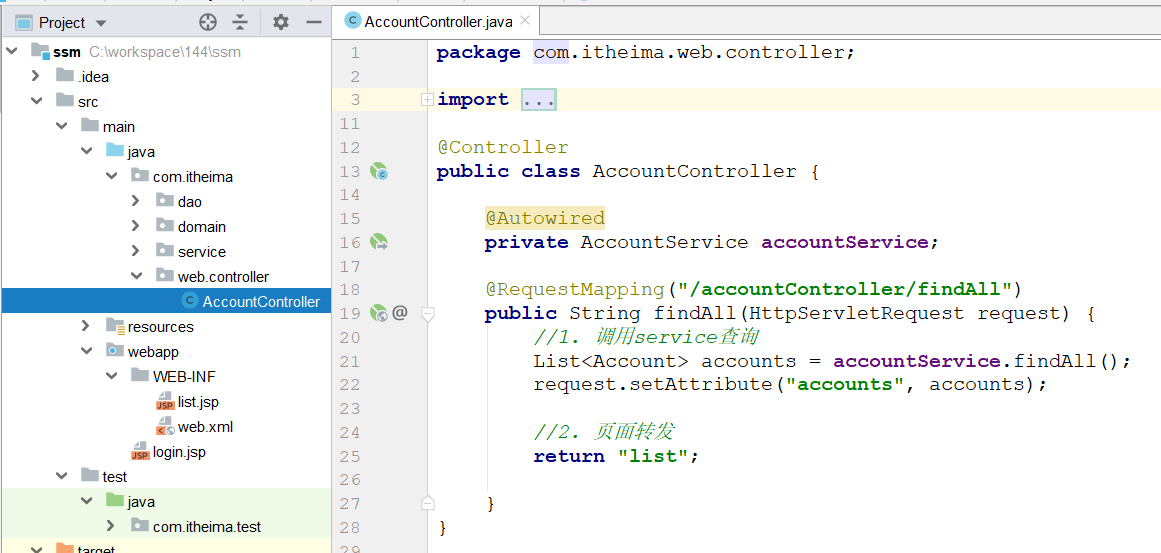 Project
ssm C:\workspace\144\ssm
.idea
src
main
java
com.itheima
dao
domain
service
web.controller
AccountController
resources
webapp
WEB-INF
list.jsp
web.xml
login.jsp
test
java
com.itheima.test
target
AccountController.java
1 package com.itheima.web.controller;
2
3 import ...
11
12 @Controller
13 public class AccountController {
14
15 @Autowired
16 private AccountService accountService;
17
18 @RequestMapping("/accountController/findAll")
19 @ public String findAll(HttpServletRequest request) {
20 //1. 调用service查询
21 List<Account> accounts = accountService.findAll();
22 request.setAttribute("accounts", accounts);
23
24 //2. 页面转发
25 return "list";
26
27 }
28 }
29